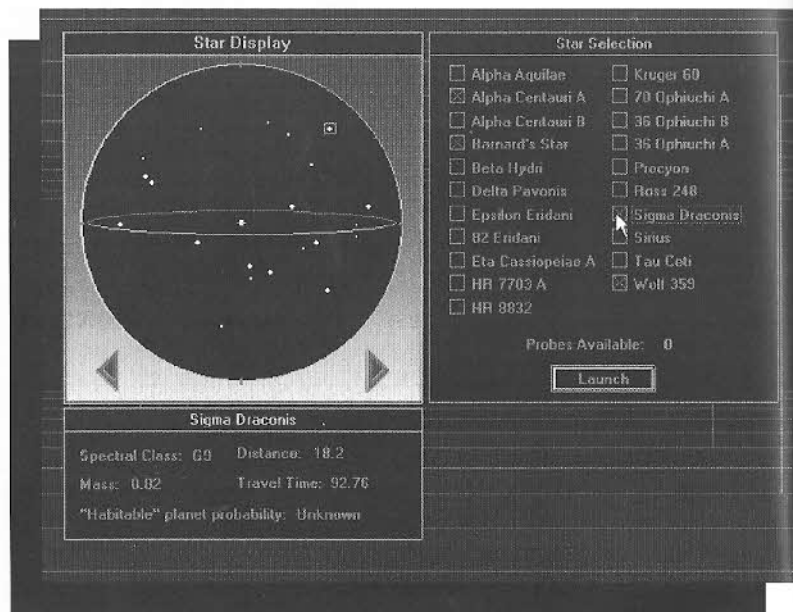 Star Display
Star Selection
Alpha Aquilae
Alpha Centauri A
Alpha Centauri B
Barnard's Star
Beta Hydri
Delta Pavonis
Epsilon Eridani
82 Eridani
Eta Cassiopeiae A
HR 7703 A
HR 8832
Kruger 60
70 Ophiuchi A
36 Ophiuchi B
36 Ophiuchi A
Procyon
Ross 248
Sigma Draconis
Sirius
Tau Ceti
Wolf 359
Probes Available: 0
Launch
Sigma Draconis
Spectral Class: G9 Distance: 18.2
Mass: 0.82 Travel Time: 92.76
"Habitable" planet probability: Unknown